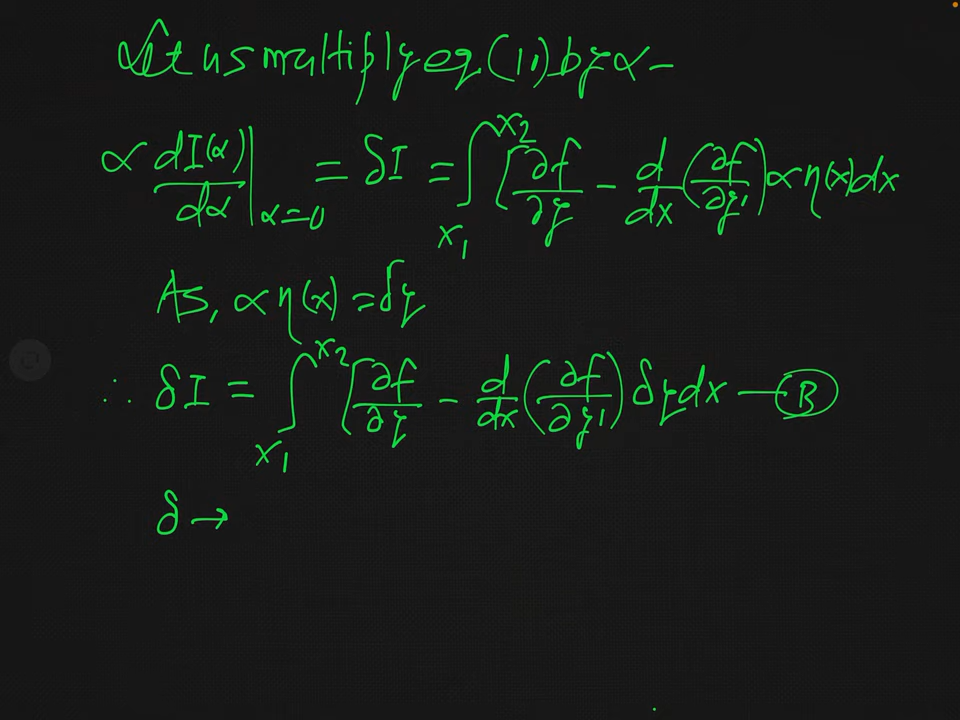 Let us multiply eq (11) by α –
α dI(α)/dα |α=0 = δI = ∫x₁^x₂ [∂f/∂y – d/dx (∂f/∂y') αη(x)dx
As, α η(x) = δy
∴ δI = ∫x₁^x₂ [∂f/∂y – d/dx (∂f/∂y') δy dx — Ⓑ
δ →